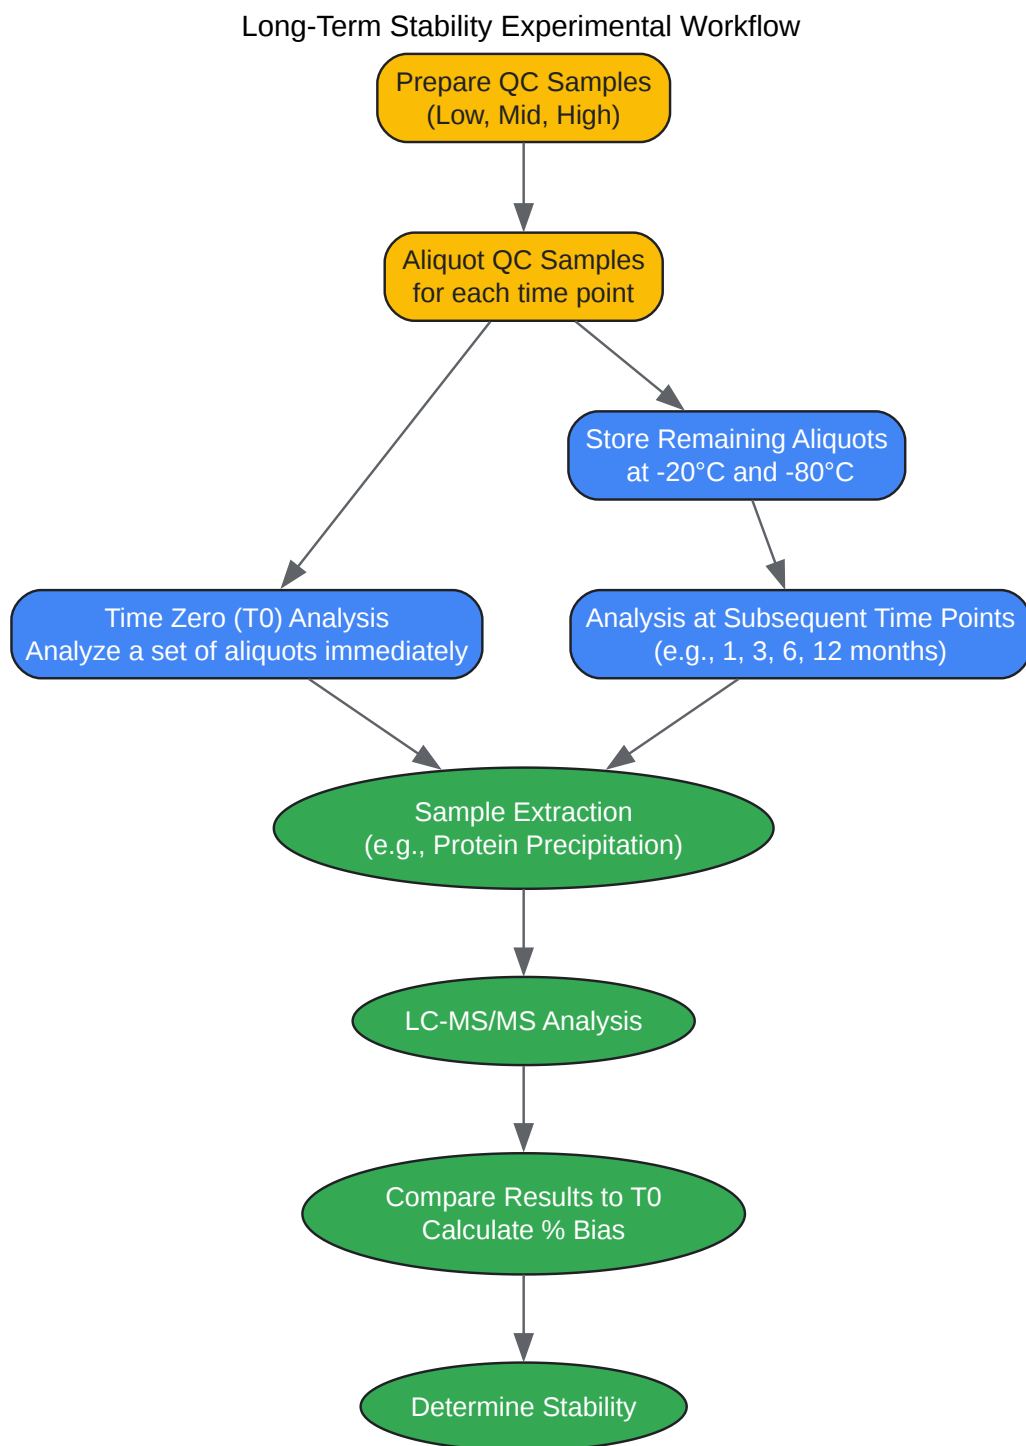 Long-Term Stability Experimental Workflow
Prepare QC Samples
(Low, Mid, High)
Aliquot QC Samples
for each time point
Store Remaining Aliquots
at -20°C and -80°C
Time Zero (T0) Analysis
Analyze a set of aliquots immediately
Analysis at Subsequent Time Points
(e.g., 1, 3, 6, 12 months)
Sample Extraction
(e.g., Protein Precipitation)
LC-MS/MS Analysis
Compare Results to T0
Calculate % Bias
Determine Stability